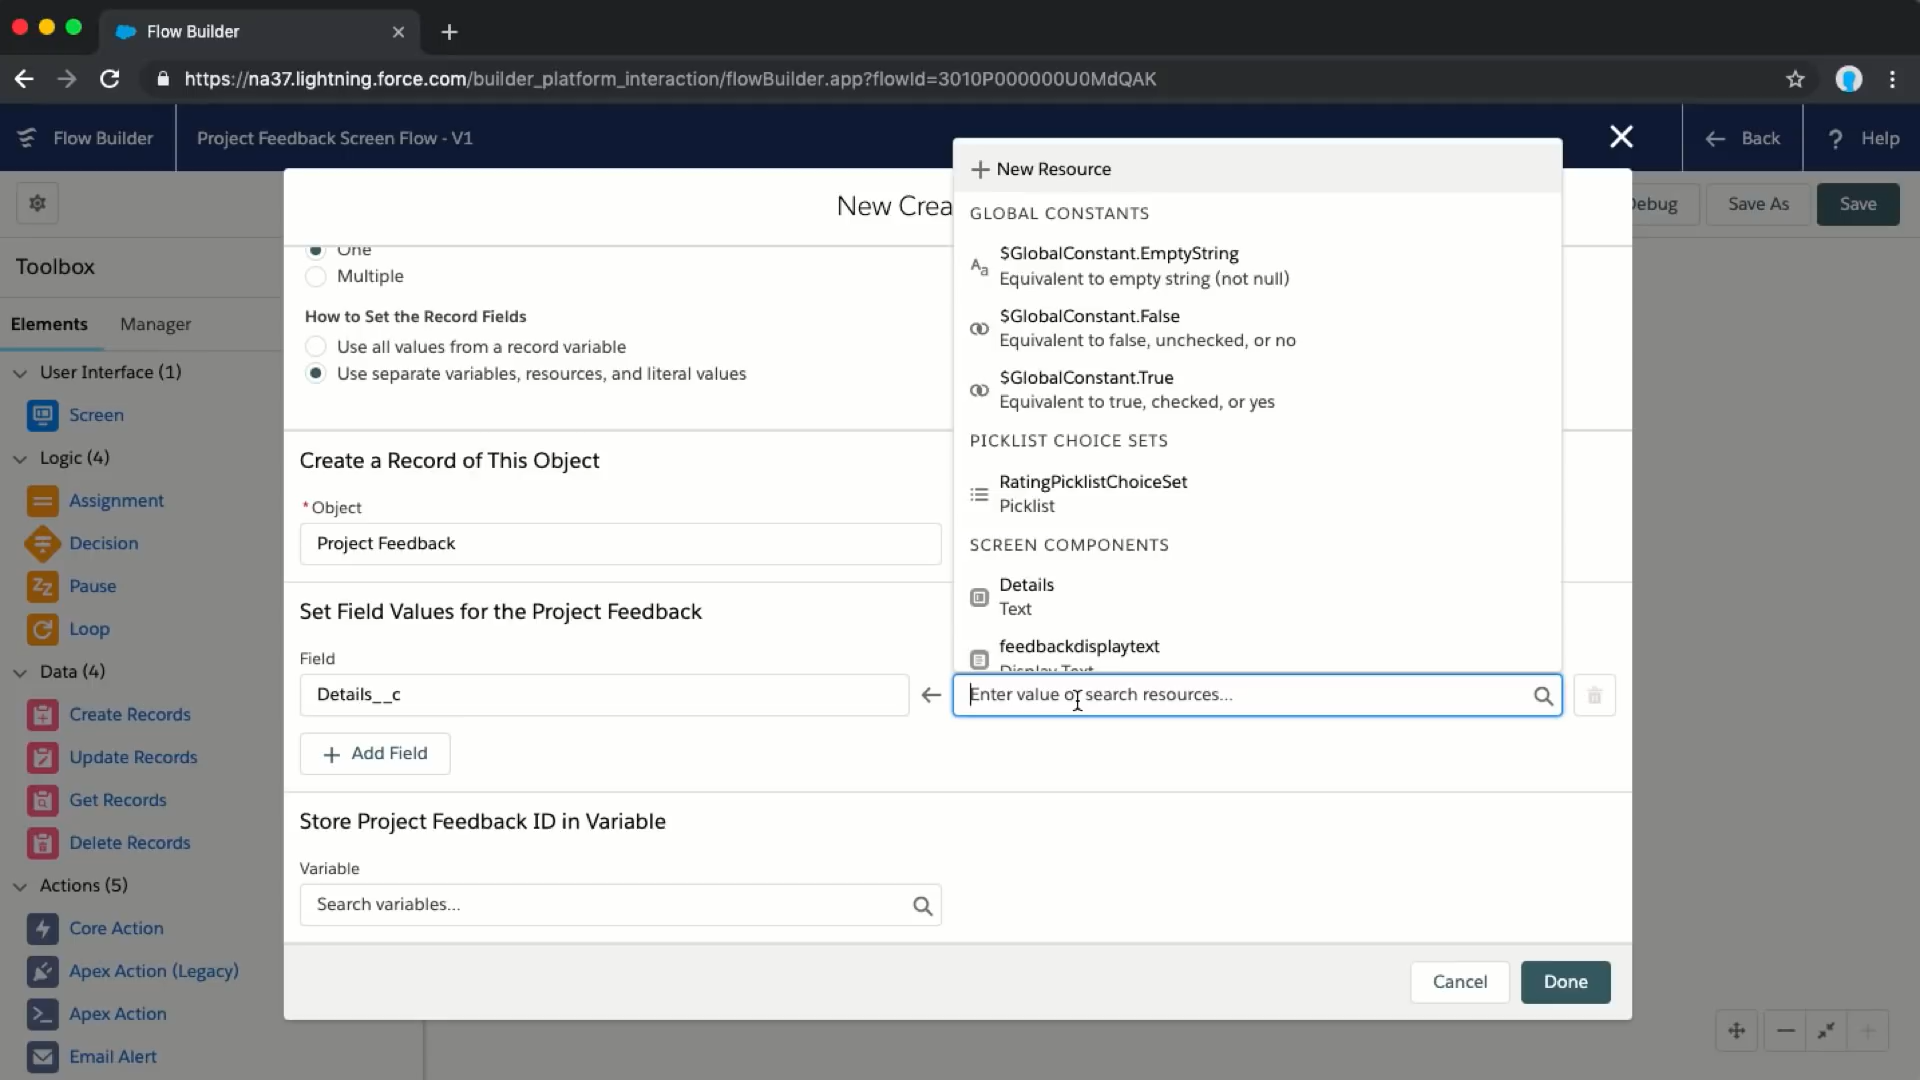 Flow Builder
https://na37.lightning.force.com/builder_platform_interaction/flowBuilder.app?flowId=3010P000000U0MdQAK
Flow Builder
Project Feedback Screen Flow - V1
Back
? Help
ebug
Save As
Save
Toolbox
Elements
Manager
User Interface (1)
Screen
Logic (4)
Assignment
Decision
Pause
Loop
Data (4)
Create Records
Update Records
Get Records
Delete Records
Actions (5)
Core Action
Apex Action (Legacy)
Apex Action
Email Alert
New Crea
One
Multiple
How to Set the Record Fields
Use all values from a record variable
Use separate variables, resources, and literal values
Create a Record of This Object
* Object
Project Feedback
Set Field Values for the Project Feedback
Field
Details__c
Enter value or search resources...
+ Add Field
Store Project Feedback ID in Variable
Variable
Search variables...
Cancel
Done
+ New Resource
GLOBAL CONSTANTS
$GlobalConstant.EmptyString
Equivalent to empty string (not null)
$GlobalConstant.False
Equivalent to false, unchecked, or no
$GlobalConstant.True
Equivalent to true, checked, or yes
PICKLIST CHOICE SETS
RatingPicklistChoiceSet
Picklist
SCREEN COMPONENTS
Details
Text
feedbackdisplaytext
Display Text